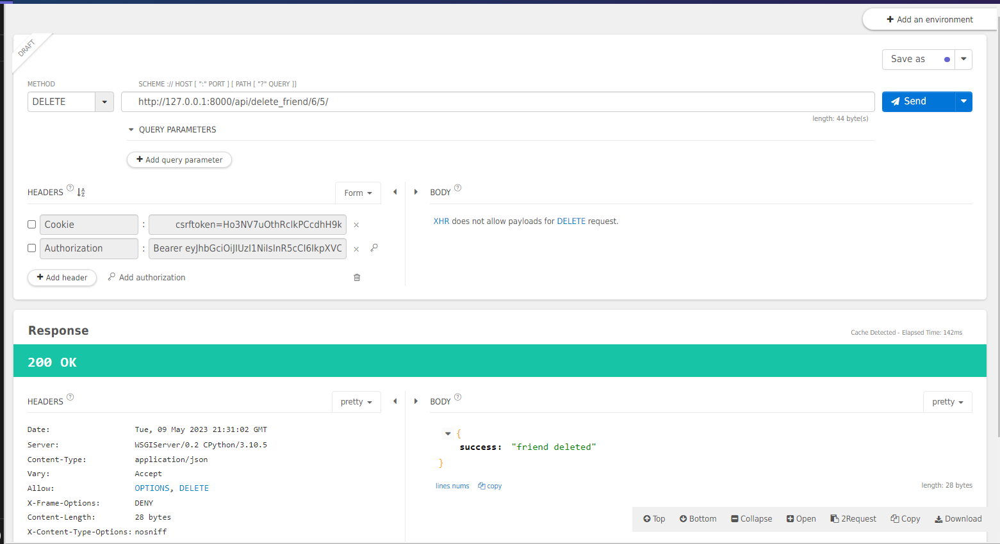 Add an environment
DRAFT
Save as
METHOD
SCHEME :// HOST [ ":" PORT ] [ PATH [ "?" QUERY ]]
DELETE
http://127.0.0.1:8000/api/delete_friend/6/5/
Send
length: 44 byte(s)
QUERY PARAMETERS
Add query parameter
HEADERS
Form
BODY
Cookie : csrftoken=Ho3NV7uOthRclkPCcdhH9k
XHR does not allow payloads for DELETE request.
Authorization : Bearer eyJhbGciOiJIUzI1NiIsInR5cCI6IkpXVC
Add header
Add authorization
Response
Cache Detected - Elapsed Time: 142ms
200 OK
HEADERS
pretty
BODY
pretty
Date: Tue, 09 May 2023 21:31:02 GMT
Server: WSGIServer/0.2 CPython/3.10.5
Content-Type: application/json
Vary: Accept
Allow: OPTIONS, DELETE
X-Frame-Options: DENY
Content-Length: 28 bytes
X-Content-Type-Options: nosniff
{
success: "friend deleted"
}
lines nums copy
length: 28 bytes
Top Bottom Collapse Open 2Request Copy Download